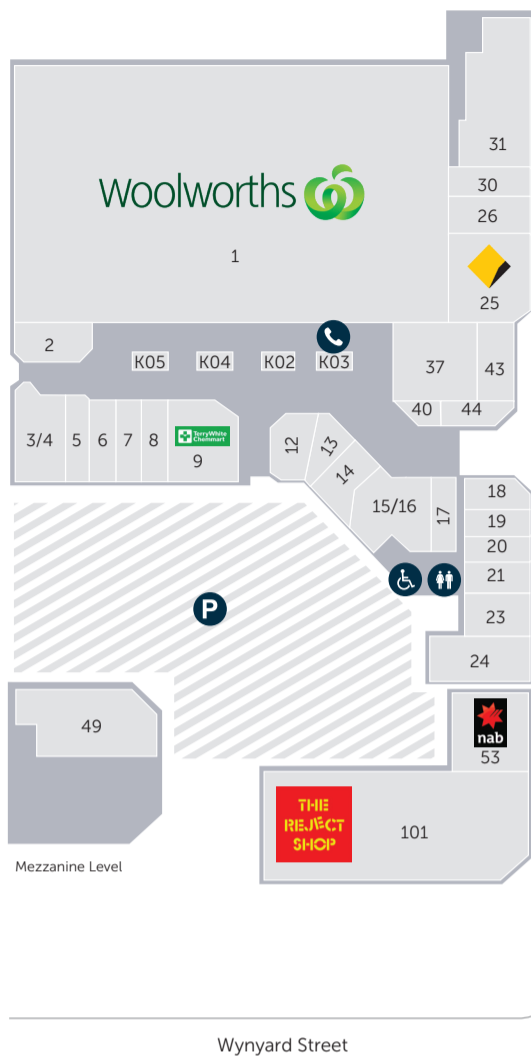 31
Woolworths
30
26
1
25
2
K05
K04
K02
K03
37
43
40
44
3/4
5
6
7
8
TerryWhite
Chemmart
9
12
13
14
15/16
17
18
19
20
21
23
24
P
49
nab
53
THE
REJECT
SHOP
101
Mezzanine Level
Wynyard Street